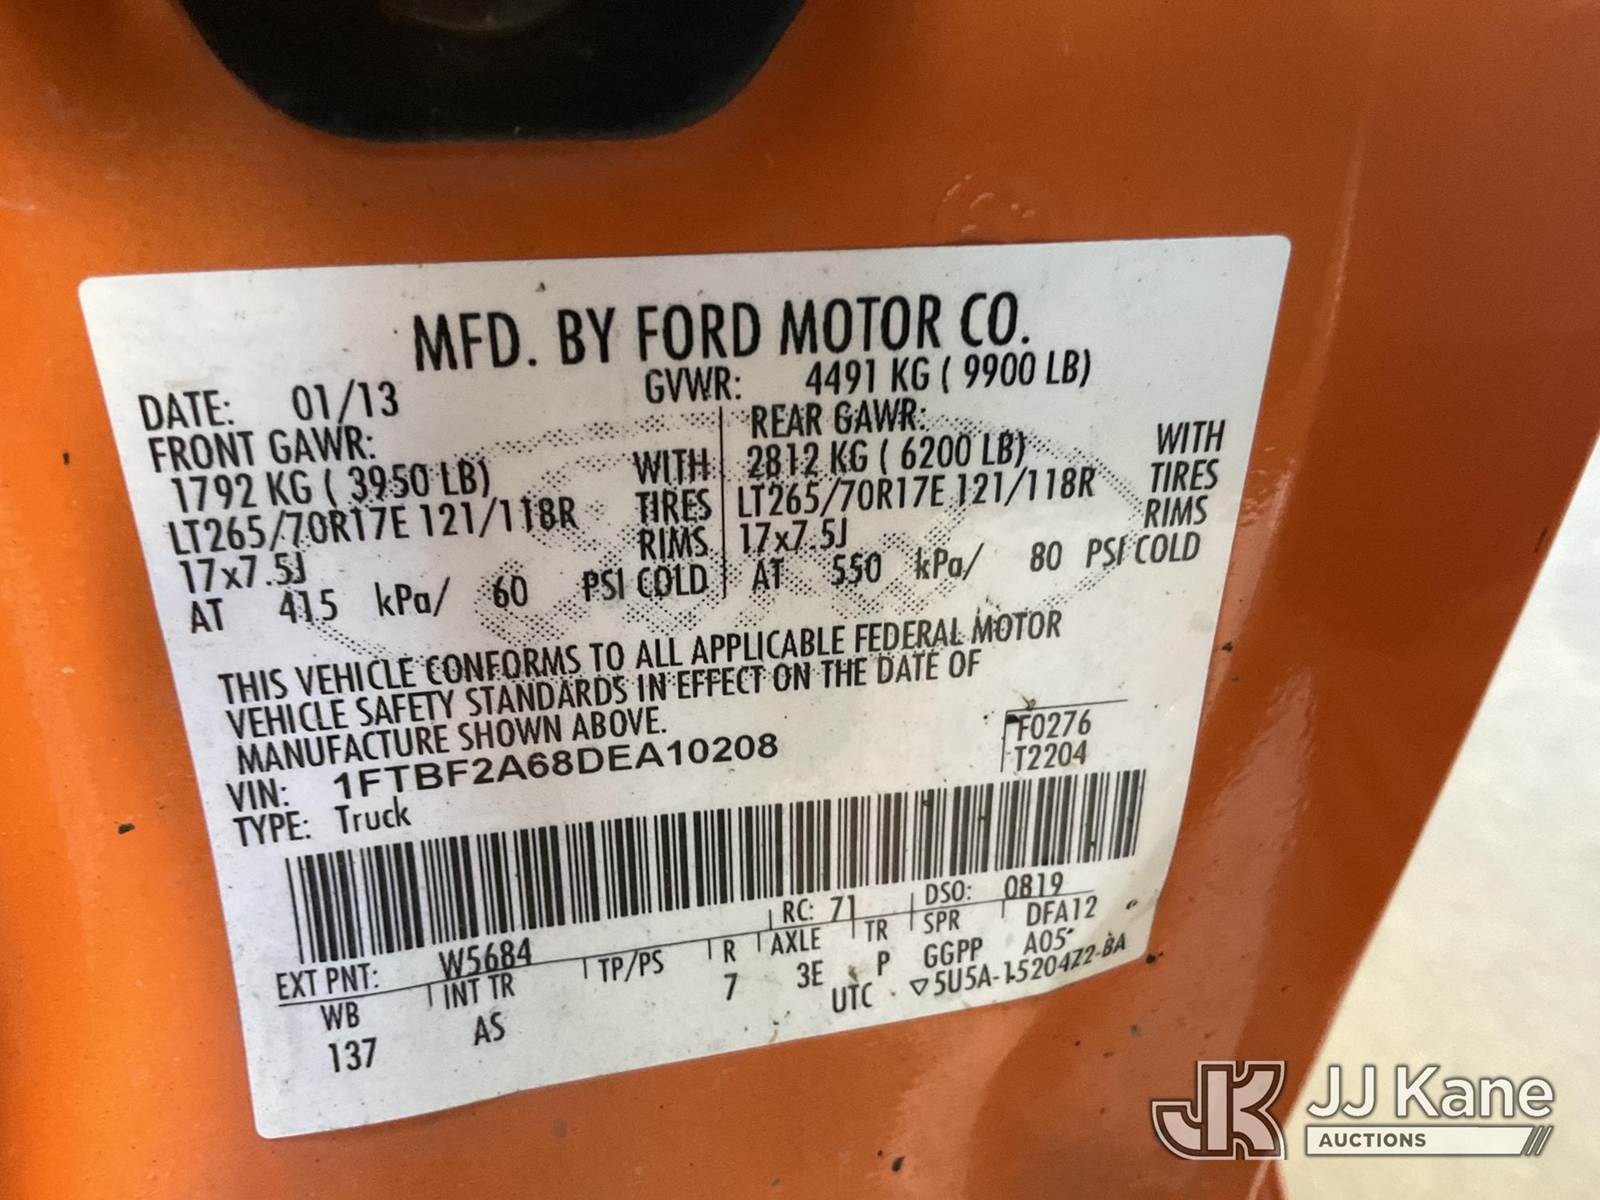 MFD. BY FORD MOTOR CO.
DATE: 01/13 GVWR: 4491 KG ( 9900 LB)
FRONT GAWR: REAR GAWR:
1792 KG ( 3950 LB) WITH 2812 KG ( 6200 LB) WITH
LT265/70R17E 121/118R TIRES LT265/70R17E 121/118R TIRES
17x7.5J RIMS 17x7.5J RIMS
AT 415 kPa/ 60 PSI COLD AT 550 kPa/ 80 PSI COLD
THIS VEHICLE CONFORMS TO ALL APPLICABLE FEDERAL MOTOR
VEHICLE SAFETY STANDARDS IN EFFECT ON THE DATE OF
MANUFACTURE SHOWN ABOVE.
VIN: 1FTBF2A68DEA10208
F0276
T2204
TYPE: Truck
EXT PNT: W5684 RC: 71 DSO: 0819
WB INT TR TP/PS R AXLE TR SPR DFA12
137 AS 7 3E P GGPP A05
UTC ▽5U5A-1520472-BA
JJ Kane
AUCTIONS